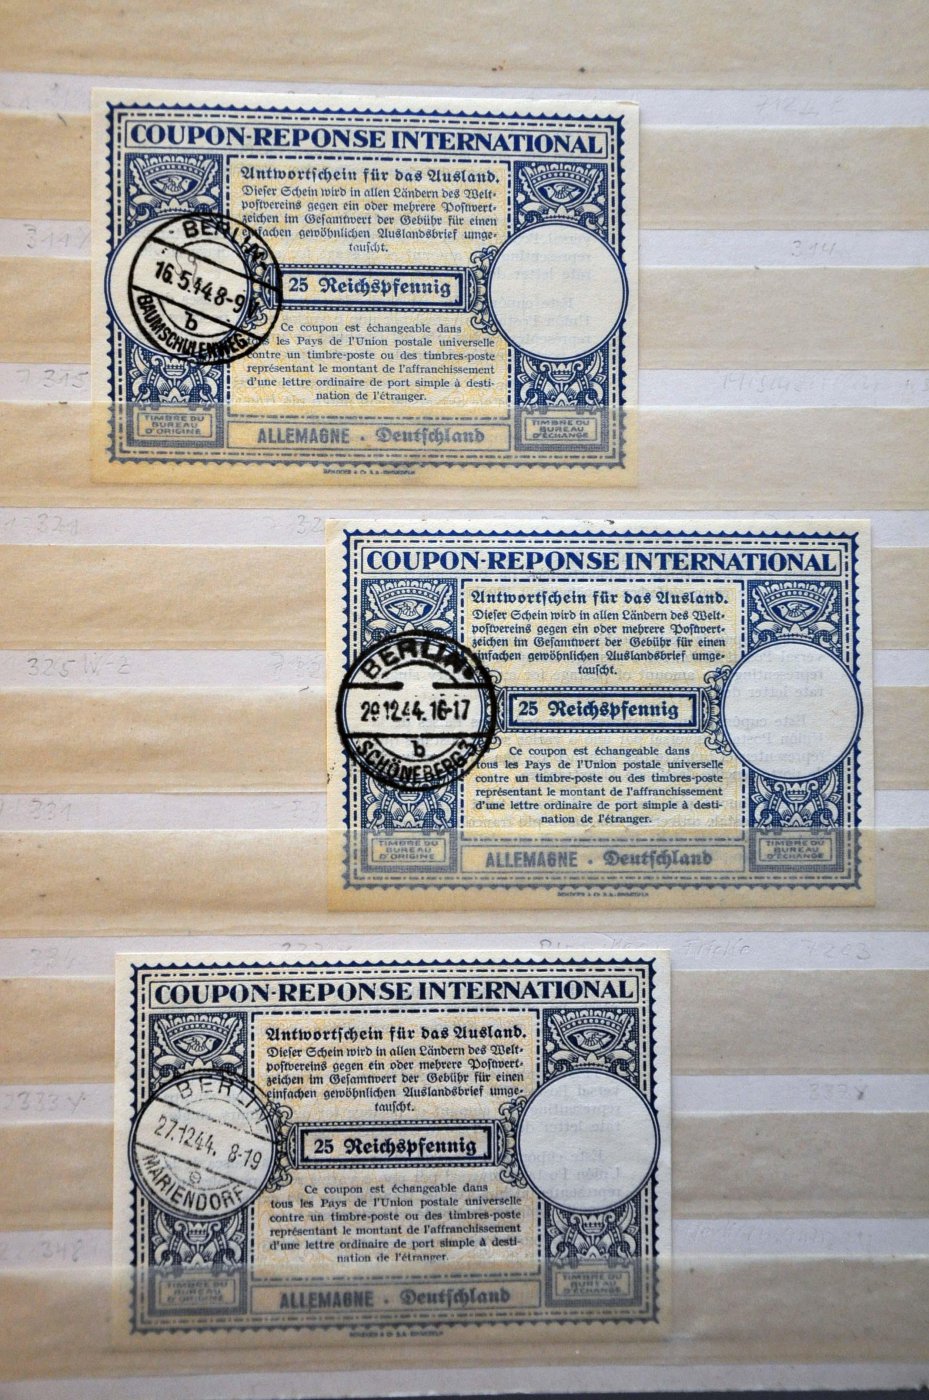 COUPON-REPONSE INTERNATIONAL
Antwortschein für das Ausland.
Dieser Schein wird in allen Ländern des Welt-
postvereins gegen ein oder mehrere Postwert-
zeichen im Gesamtwert der Gebühr für einen
einfachen gewöhnlichen Auslandsbrief umge-
tauscht.
BERLIN
16.5.44.8-9
b
BAUMSCHULENWEG
25 Reichspfennig
Ce coupon est échangeable dans
tous les Pays de l'Union postale universelle
contre un timbre-poste ou des timbres-poste
représentant le montant de l'affranchissement
d'une lettre ordinaire de port simple à desti-
nation de l'étranger.
TIMBRE DU
BUREAU
D'ORIGINE
ALLEMAGNE . Deutschland
TIMBRE DU
BUREAU
D'ÉCHANGE
COUPON-REPONSE INTERNATIONAL
Antwortschein für das Ausland.
Dieser Schein wird in allen Ländern des Welt-
postvereins gegen ein oder mehrere Postwert-
zeichen im Gesamtwert der Gebühr für einen
einfachen gewöhnlichen Auslandsbrief umge-
tauscht.
BERLIN
29.12.44.16-17
b
SCHÖNEBERG 3
25 Reichspfennig
Ce coupon est échangeable dans
tous les Pays de l'Union postale universelle
contre un timbre-poste ou des timbres-poste
représentant le montant de l'affranchissement
d'une lettre ordinaire de port simple à desti-
nation de l'étranger.
TIMBRE DU
BUREAU
D'ORIGINE
ALLEMAGNE . Deutschland
TIMBRE DU
BUREAU
D'ÉCHANGE
COUPON-REPONSE INTERNATIONAL
Antwortschein für das Ausland.
Dieser Schein wird in allen Ländern des Welt-
postvereins gegen ein oder mehrere Postwert-
zeichen im Gesamtwert der Gebühr für einen
einfachen gewöhnlichen Auslandsbrief umge-
tauscht.
BERLIN
27.12.44. 8-19
e
MARIENDORF
25 Reichspfennig
Ce coupon est échangeable dans
tous les Pays de l'Union postale universelle
contre un timbre-poste ou des timbres-poste
représentant le montant de l'affranchissement
d'une lettre ordinaire de port simple à desti-
nation de l'étranger.
TIMBRE DU
BUREAU
D'ORIGINE
ALLEMAGNE . Deutschland
TIMBRE DU
BUREAU
D'ÉCHANGE